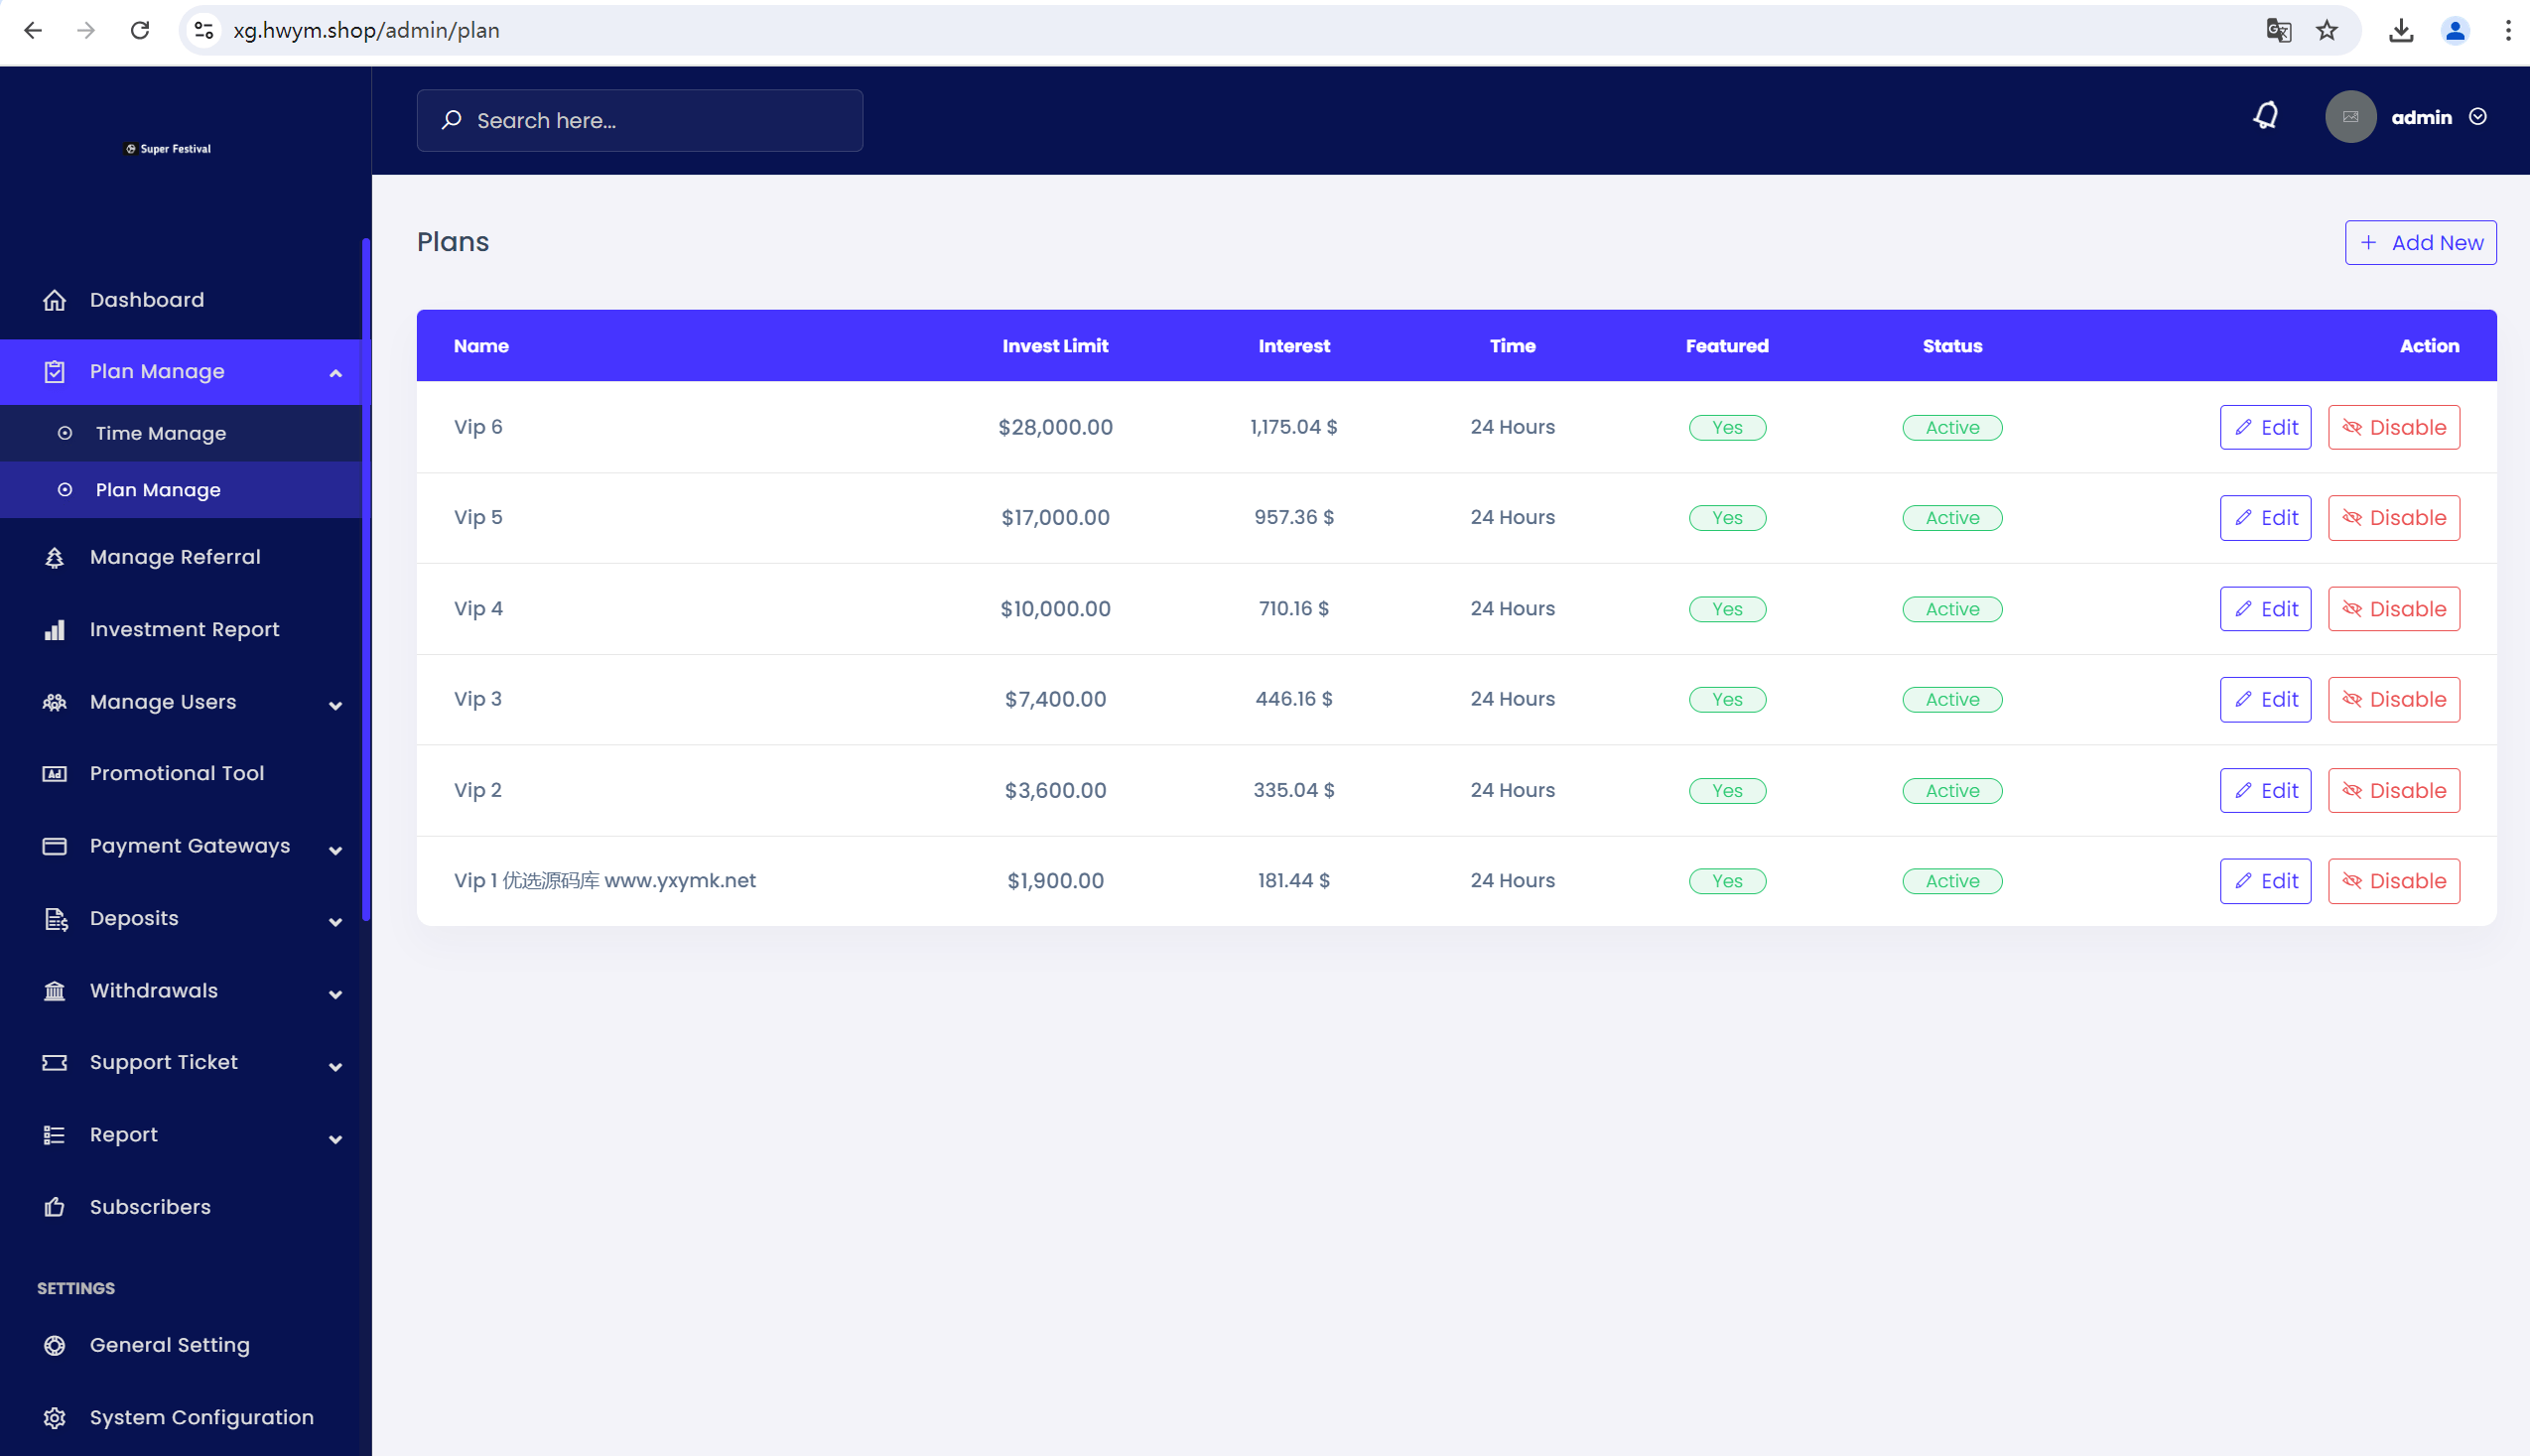 xg.hwym.shop/admin/plan
Super Festival
Search here...
admin
Dashboard
Plan Manage
Time Manage
Plan Manage
Manage Referral
Investment Report
Manage Users
Promotional Tool
Ad
Payment Gateways
Deposits
Withdrawals
Support Ticket
Report
Subscribers
SETTINGS
General Setting
System Configuration
Plans
Add New
Name Invest Limit Interest Time Featured Status Action
Vip 6 $28,000.00 1,175.04 $ 24 Hours Yes Active Edit Disable
Vip 5 $17,000.00 957.36 $ 24 Hours Yes Active Edit Disable
Vip 4 $10,000.00 710.16 $ 24 Hours Yes Active Edit Disable
Vip 3 $7,400.00 446.16 $ 24 Hours Yes Active Edit Disable
Vip 2 $3,600.00 335.04 $ 24 Hours Yes Active Edit Disable
Vip 1 优选源码库 www.yxymk.net $1,900.00 181.44 $ 24 Hours Yes Active Edit Disable